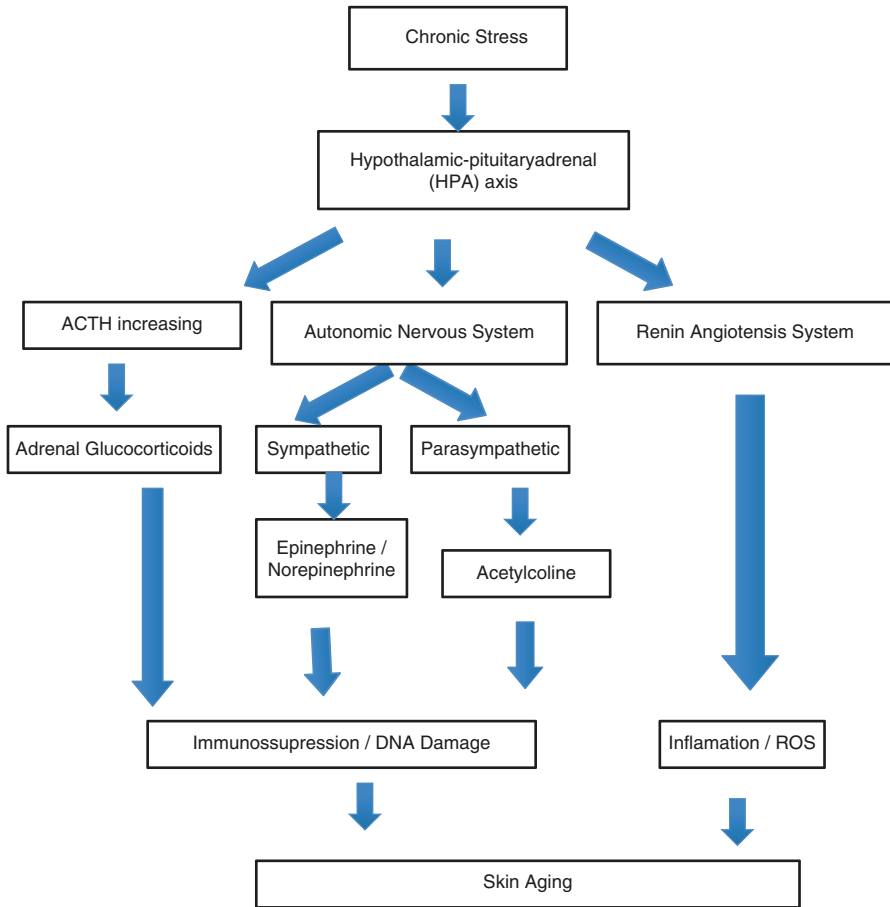 Chronic Stress
Hypothalamic-pituitaryadrenal
(HPA) axis
ACTH increasing
Autonomic Nervous System
Renin Angiotensis System
Adrenal Glucocorticoids
Sympathetic
Parasympathetic
Epinephrine /
Norepinephrine
Acetylcoline
Immunossupression / DNA Damage
Inflamation / ROS
Skin Aging